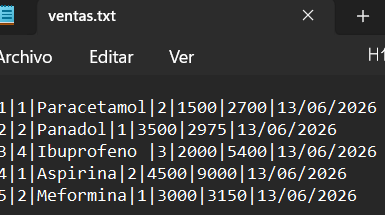 ventas.txt
Archivo Editar Ver H1
1|1|Paracetamol|2|1500|2700|13/06/2026
2|2|Panadol|1|3500|2975|13/06/2026
3|4|Ibuprofeno |3|2000|5400|13/06/2026
4|1|Aspirina|2|4500|9000|13/06/2026
5|2|Meformina|1|3000|3150|13/06/2026